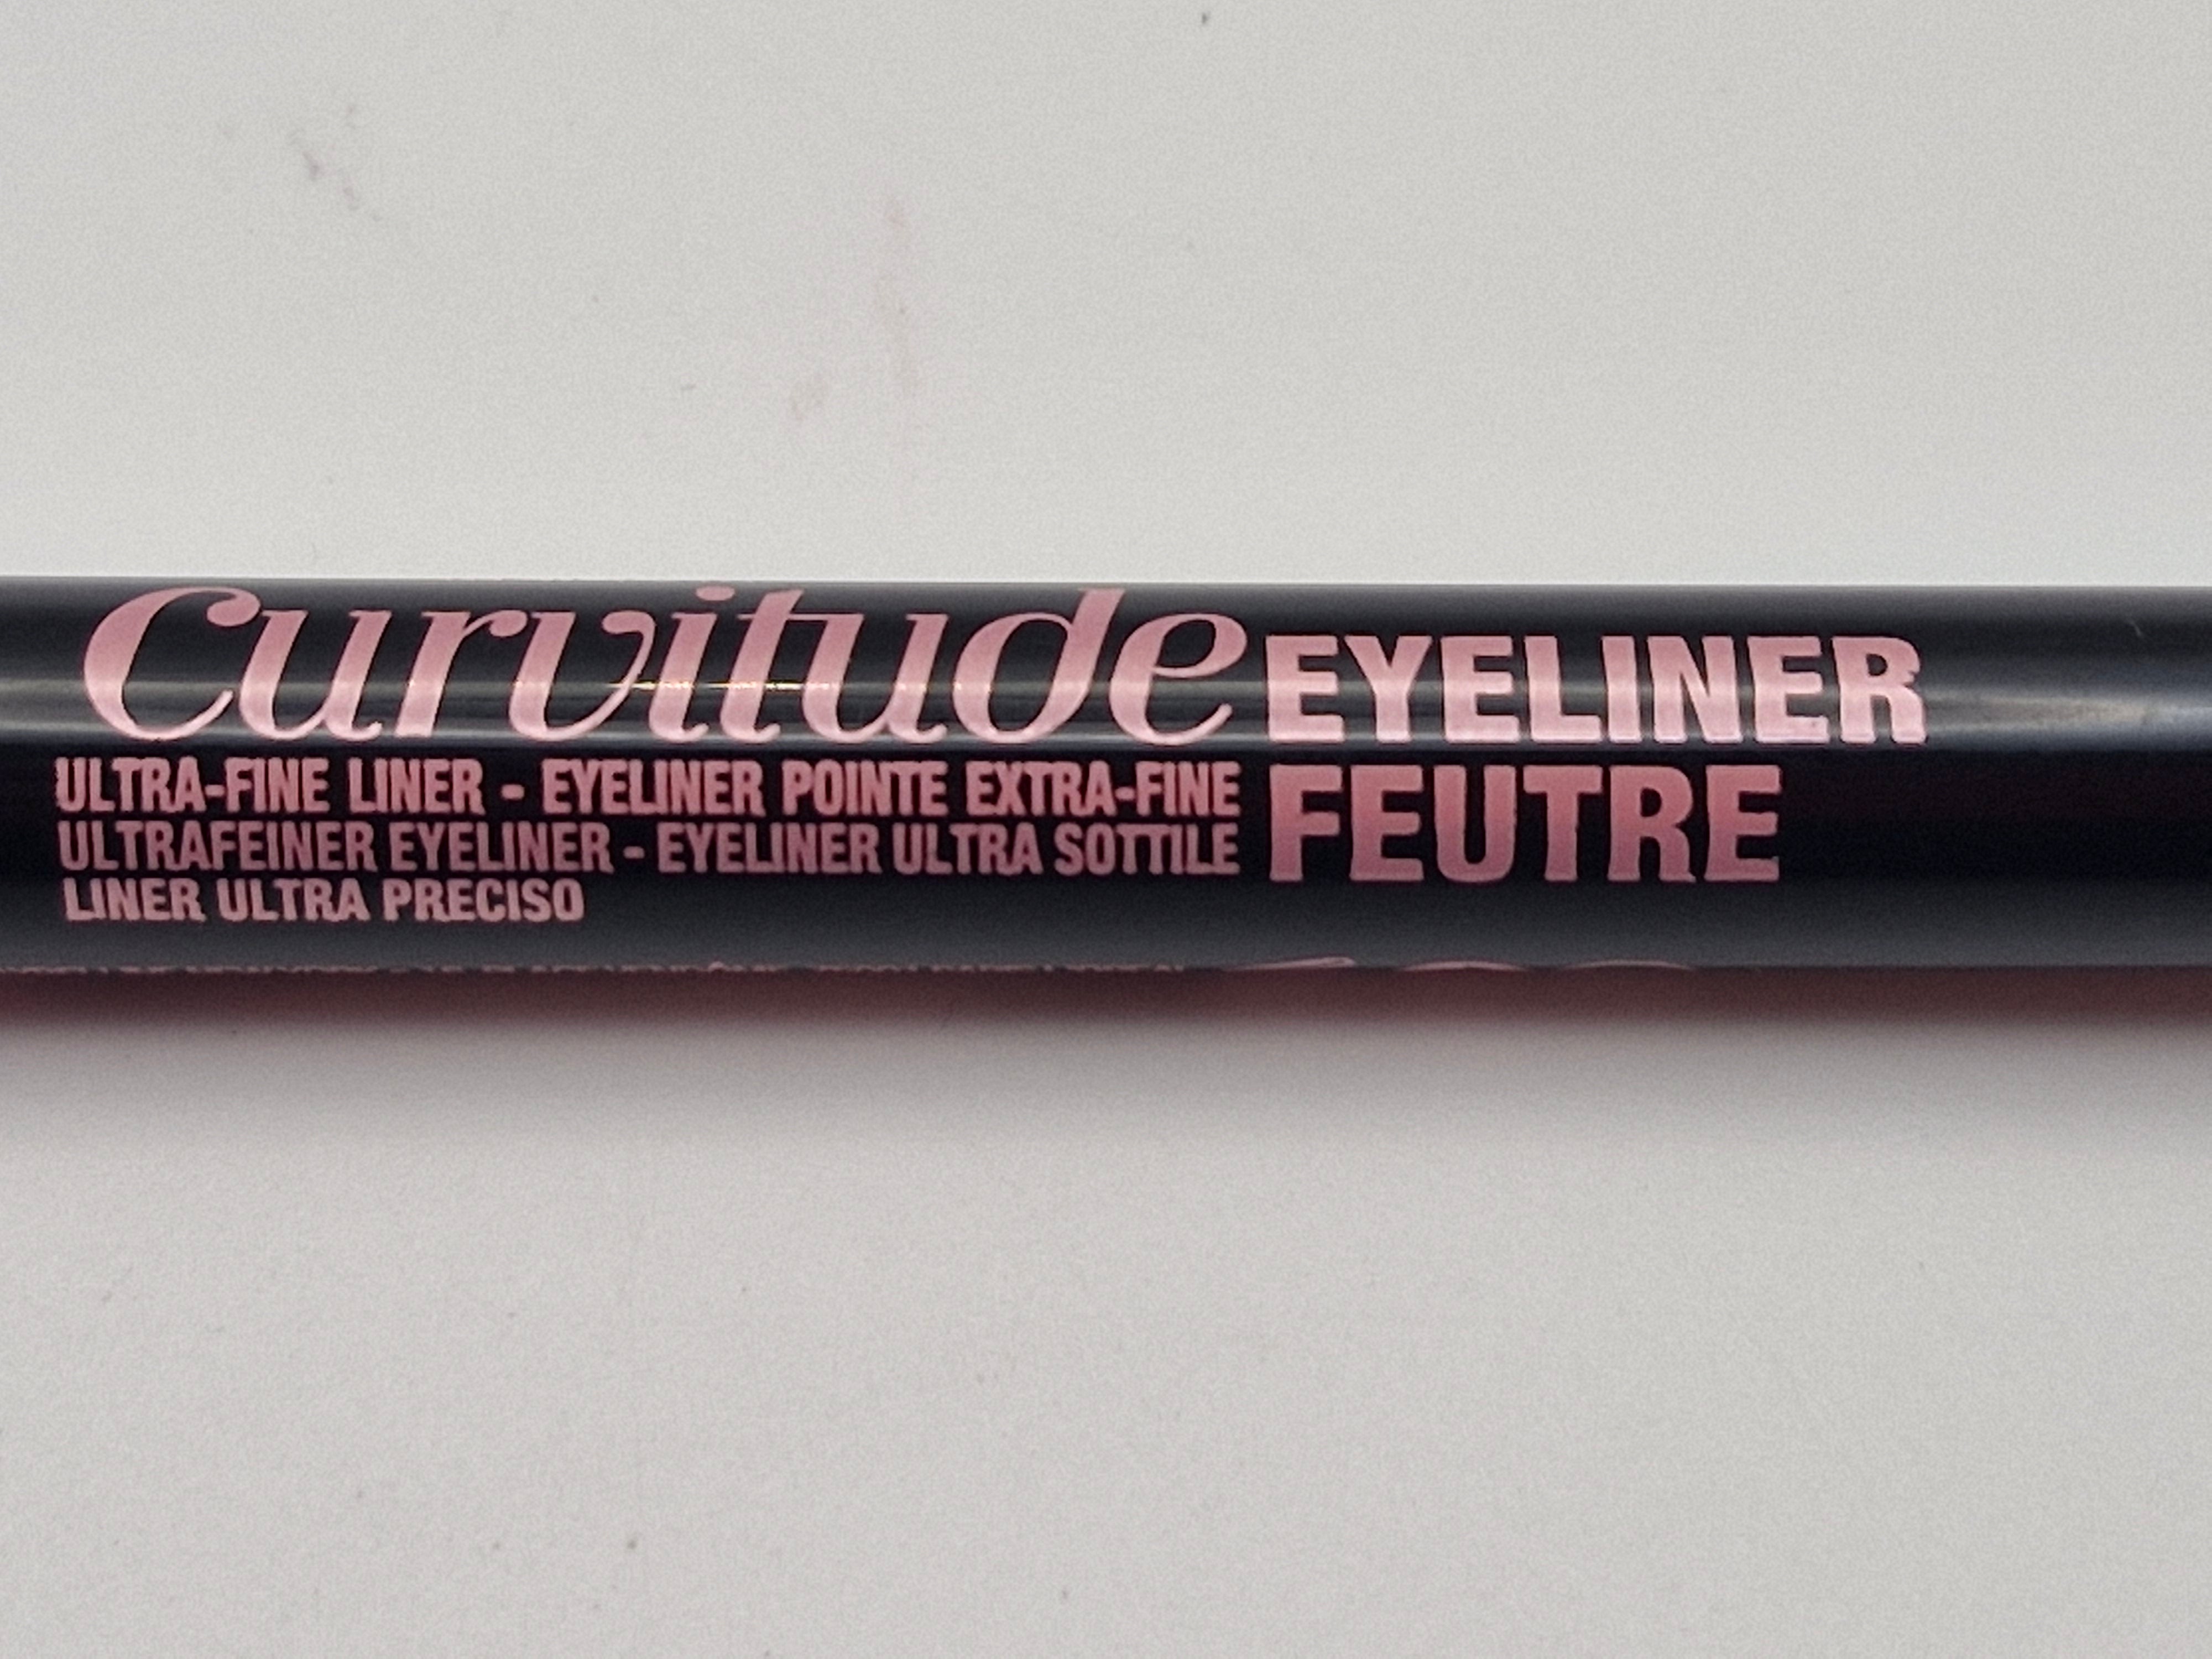 Curvitude EYELINER
FEUTRE
ULTRA-FINE LINER - EYELINER POINTE EXTRA-FINE
ULTRAFEINER EYELINER - EYELINER ULTRA SOTTILE
LINER ULTRA PRECISO